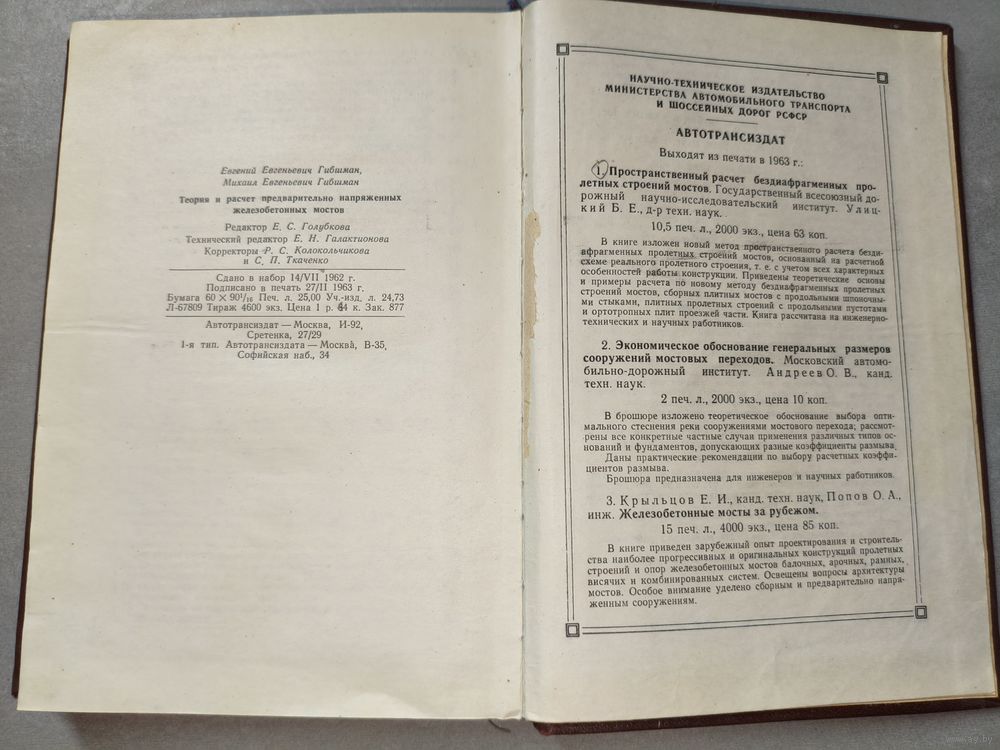 Евгений Евгеньевич Гибшман,
Михаил Евгеньевич Гибшман
Теория и расчет предварительно напряженных
железобетонных мостов
Редактор Е. С. Голубкова
Технический редактор Е. Н. Галактионова
Корректоры Р. С. Колокольчикова
и С. П. Ткаченко
Сдано в набор 14/VII 1962 г.
Подписано в печать 27/II 1963 г.
Бумага 60 × 90¹/₁₆ Печ. л. 25,00 Уч.-изд. л. 24,73
Л-67809 Тираж 4600 экз. Цена 1 р. 44 к. Зак. 877
Автотрансиздат — Москва, И-92,
Сретенка, 27/29
1-я тип. Автотрансиздата — Москва, В-35,
Софийская наб., 34
НАУЧНО-ТЕХНИЧЕСКОЕ ИЗДАТЕЛЬСТВО
МИНИСТЕРСТВА АВТОМОБИЛЬНОГО ТРАНСПОРТА
И ШОССЕЙНЫХ ДОРОГ РСФСР
АВТОТРАНСИЗДАТ
Выходят из печати в 1963 г.:
1. Пространственный расчет бездиафрагменных про-
летных строений мостов. Государственный всесоюзный до-
рожный научно-исследовательский институт. Улиц-
кий Б. Е., д-р техн. наук.
10,5 печ. л., 2000 экз., цена 63 коп.
В книге изложен новый метод пространственного расчета безди-
афрагменных пролетных строений мостов, основанный на расчетной
схеме реального пролетного строения, т. е. с учетом всех характерных
особенностей работы конструкции. Приведены теоретические основы
и примеры расчета по новому методу бездиафрагменных пролетных
строений мостов, сборных плитных мостов с продольными шпоночны-
ми стыками, плитных пролетных строений с продольными пустотами
и ортотропных плит проезжей части. Книга рассчитана на инженерно-
технических и научных работников.
2. Экономическое обоснование генеральных размеров
сооружений мостовых переходов. Московский автомо-
бильно-дорожный институт. Андреев О. В., канд.
техн. наук.
2 печ. л., 2000 экз., цена 10 коп.
В брошюре изложено теоретическое обоснование выбора опти-
мального стеснения реки сооружениями мостового перехода; рассмот-
рены все конкретные частные случаи применения различных типов ос-
нований и фундаментов, допускающих разные коэффициенты размыва.
Даны практические рекомендации по выбору расчетных коэффи-
циентов размыва.
Брошюра предназначена для инженеров и научных работников.
3. Крыльцов Е. И., канд. техн. наук, Попов О. А.,
инж. Железобетонные мосты за рубежом.
15 печ. л., 4000 экз., цена 85 коп.
В книге приведен зарубежный опыт проектирования и строитель-
ства наиболее прогрессивных и оригинальных конструкций пролетных
строений и опор железобетонных мостов балочных, арочных, рамных,
висячих и комбинированных систем. Освещены вопросы архитектуры
мостов. Особое внимание уделено сборным и предварительно напря-
женным сооружениям.
www.ay.by